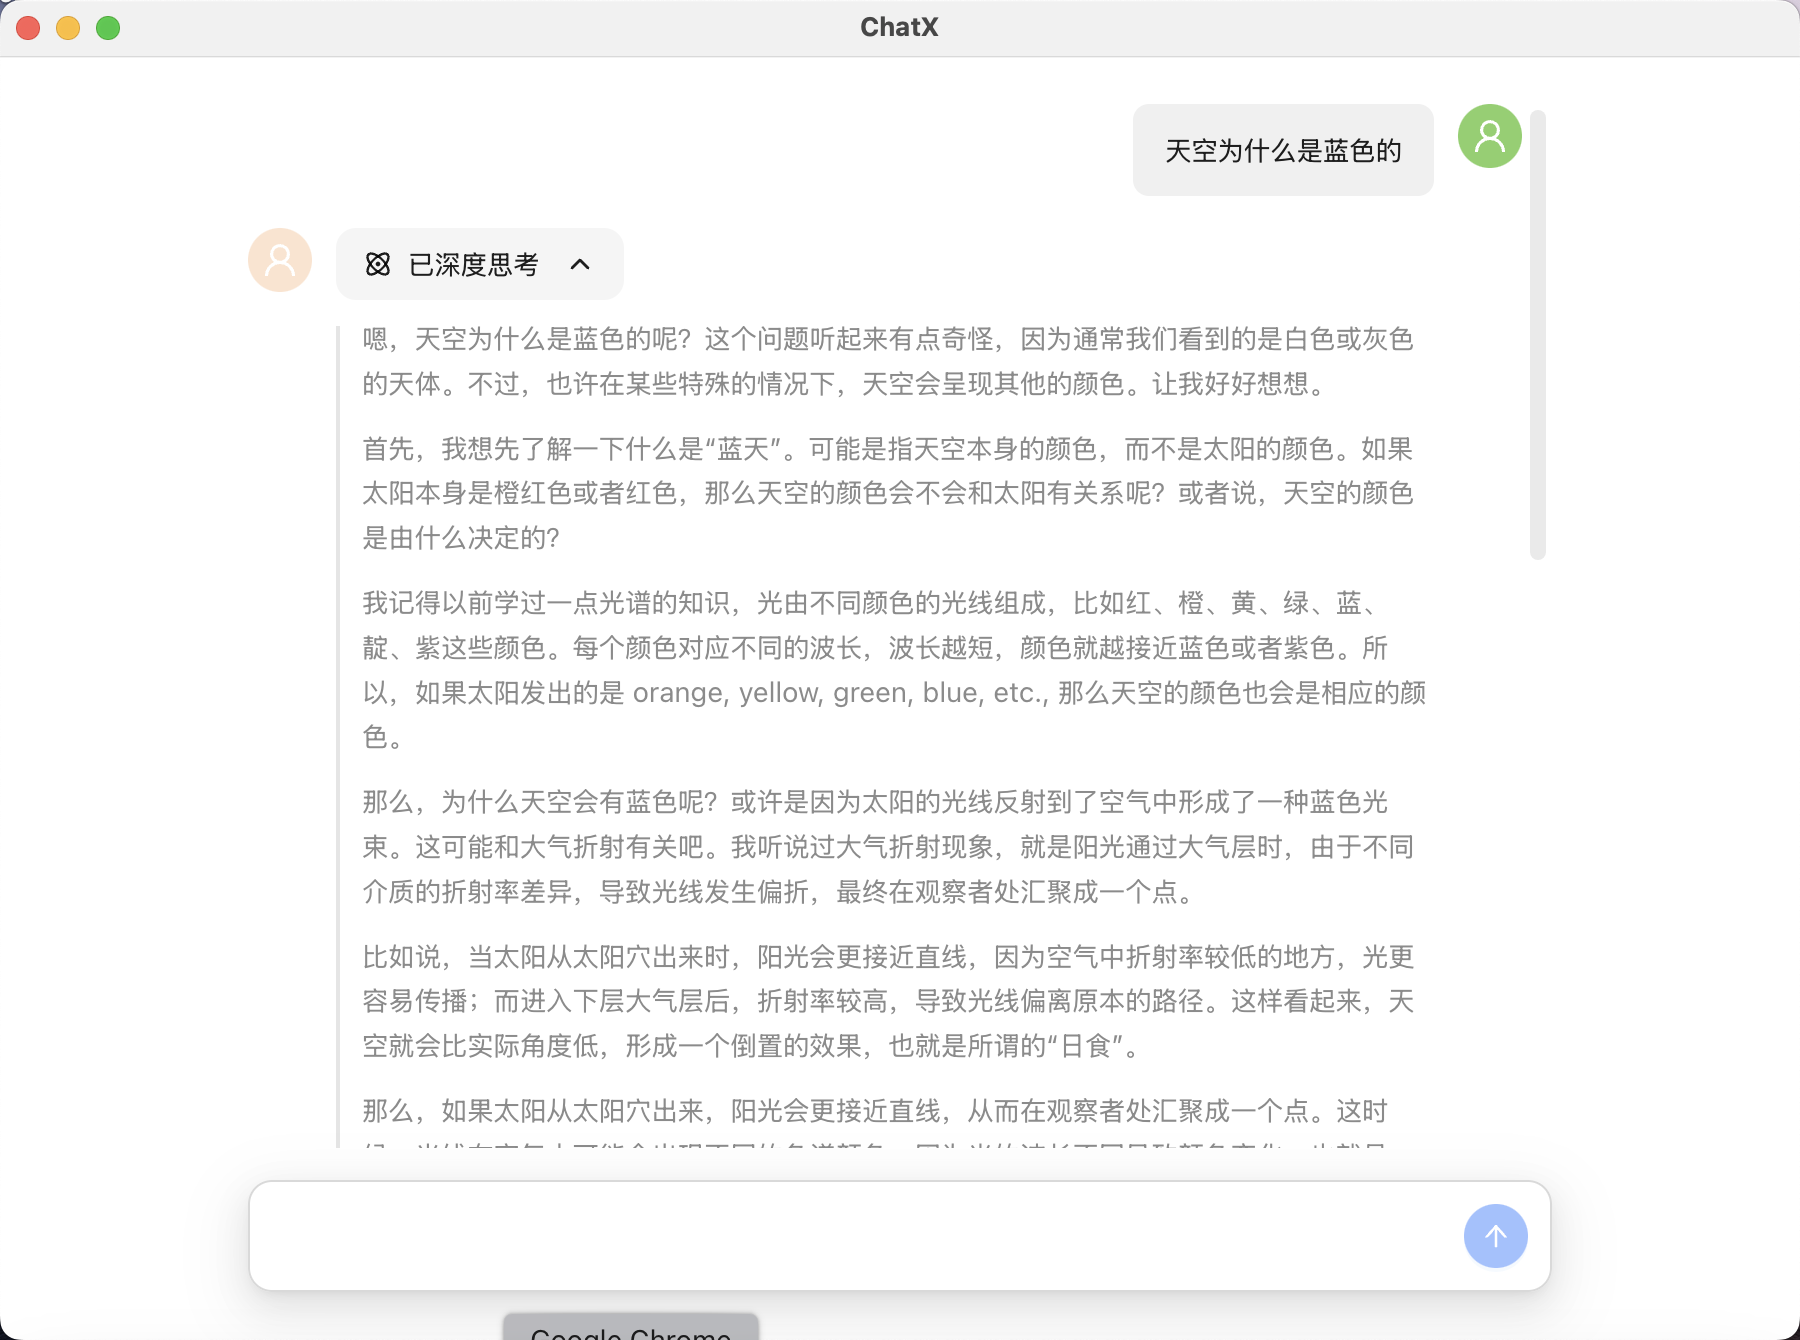 ChatX
天空为什么是蓝色的
已深度思考
嗯，天空为什么是蓝色的呢？这个问题听起来有点奇怪，因为通常我们看到的是白色或灰色
的天体。不过，也许在某些特殊的情况下，天空会呈现其他的颜色。让我好好想想。
首先，我想先了解一下什么是“蓝天”。可能是指天空本身的颜色，而不是太阳的颜色。如果
太阳本身是橙红色或者红色，那么天空的颜色会不会和太阳有关系呢？或者说，天空的颜色
是由什么决定的？
我记得以前学过一点光谱的知识，光由不同颜色的光线组成，比如红、橙、黄、绿、蓝、
靛、紫这些颜色。每个颜色对应不同的波长，波长越短，颜色就越接近蓝色或者紫色。所
以，如果太阳发出的是 orange, yellow, green, blue, etc., 那么天空的颜色也会是相应的颜
色。
那么，为什么天空会有蓝色呢？或许是因为太阳的光线反射到了空气中形成了一种蓝色光
束。这可能和大气折射有关吧。我听说过大气折射现象，就是阳光通过大气层时，由于不同
介质的折射率差异，导致光线发生偏折，最终在观察者处汇聚成一个点。
比如说，当太阳从太阳穴出来时，阳光会更接近直线，因为空气中折射率较低的地方，光更
容易传播；而进入下层大气层后，折射率较高，导致光线偏离原本的路径。这样看起来，天
空就会比实际角度低，形成一个倒置的效果，也就是所谓的“日食”。
那么，如果太阳从太阳穴出来，阳光会更接近直线，从而在观察者处汇聚成一个点。这时
Google Chrome